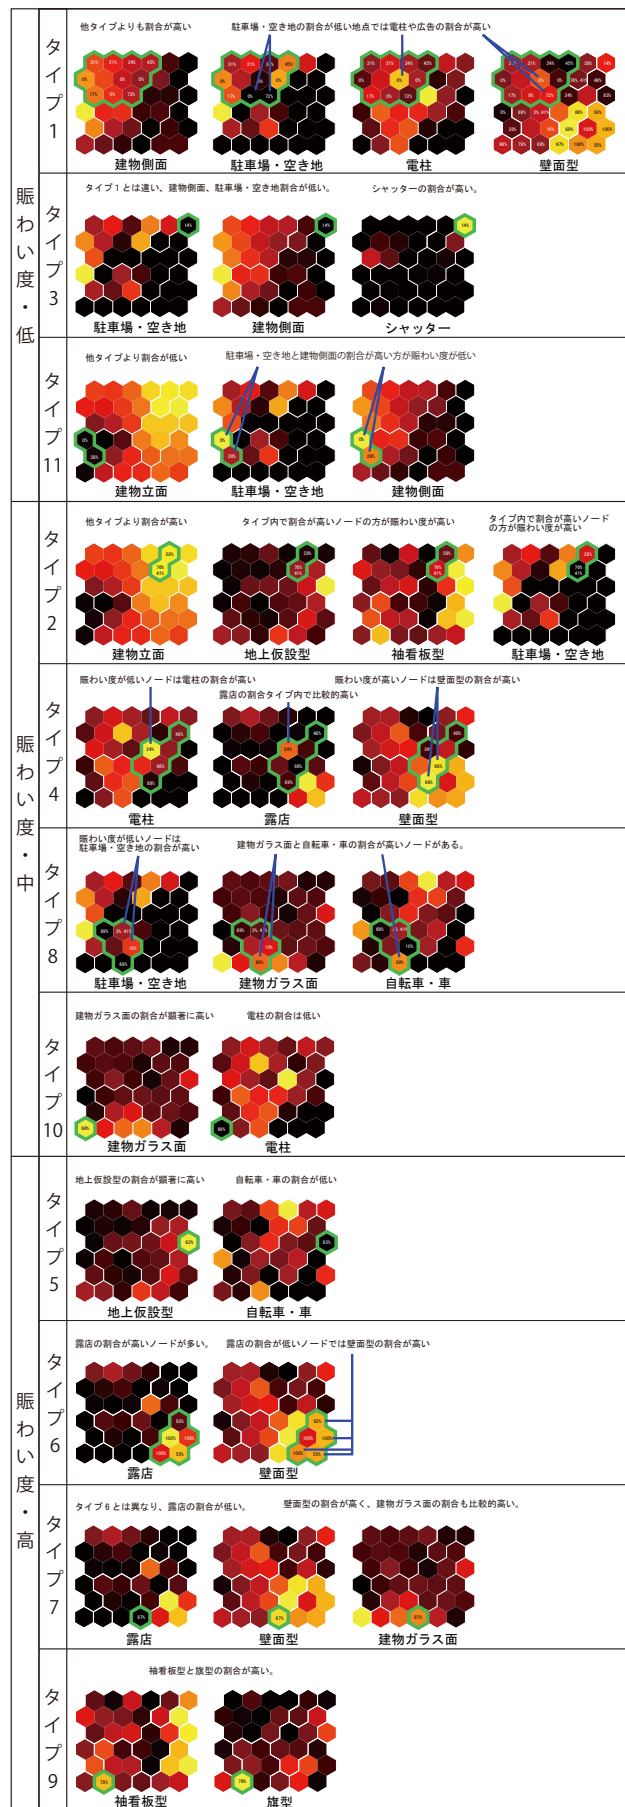 賑わい度・低
タイプ1
他タイプよりも割合が高い
駐車場・空き地の割合が低い地点では電柱や広告の割合が高い
建物側面
駐車場・空き地
電柱
壁面型
タイプ3
タイプ1とは違い、建物側面、駐車場・空き地割合が低い。
シャッターの割合が高い。
14%
14%
14%
駐車場・空き地
建物側面
シャッター
タイプ11
他タイプより割合が低い
駐車場・空き地と建物側面の割合が高い方が賑わい度が低い
0%
28%
0%
28%
0%
28%
建物立面
駐車場・空き地
建物側面
賑わい度・中
タイプ2
他タイプより割合が高い
タイプ内で割合が高いノードの方が賑わい度が高い
タイプ内で割合が高いノード
の方が賑わい度が高い
建物立面
地上仮設型
袖看板型
駐車場・空き地
タイプ4
賑わい度が低いノードは電柱の割合が高い
露店の割合タイプ内で比較的高い
賑わい度が高いノードは壁面型の割合が高い
24%
24%
24%
電柱
露店
壁面型
タイプ8
賑わい度が低いノードは
駐車場・空き地の割合が高い
建物ガラス面と自転車・車の割合が高いノードがある。
駐車場・空き地
建物ガラス面
自転車・車
タイプ10
建物ガラス面の割合が顕著に高い
電柱の割合は低い
建物ガラス面
電柱
賑わい度・高
タイプ5
地上仮設型の割合が顕著に高い
自転車・車の割合が低い
83%
83%
地上仮設型
自転車・車
タイプ6
露店の割合が高いノードが多い。
露店の割合が低いノードでは壁面型の割合が高い
93%
100%
100%
100%
55%
93%
100%
100%
100%
55%
露店
壁面型
タイプ7
タイプ6とは異なり、露店の割合が低い。
壁面型の割合が高く、建物ガラス面の割合も比較的高い。
97%
97%
97%
露店
壁面型
建物ガラス面
タイプ9
袖看板型と旗型の割合が高い。
79%
79%
袖看板型
旗型